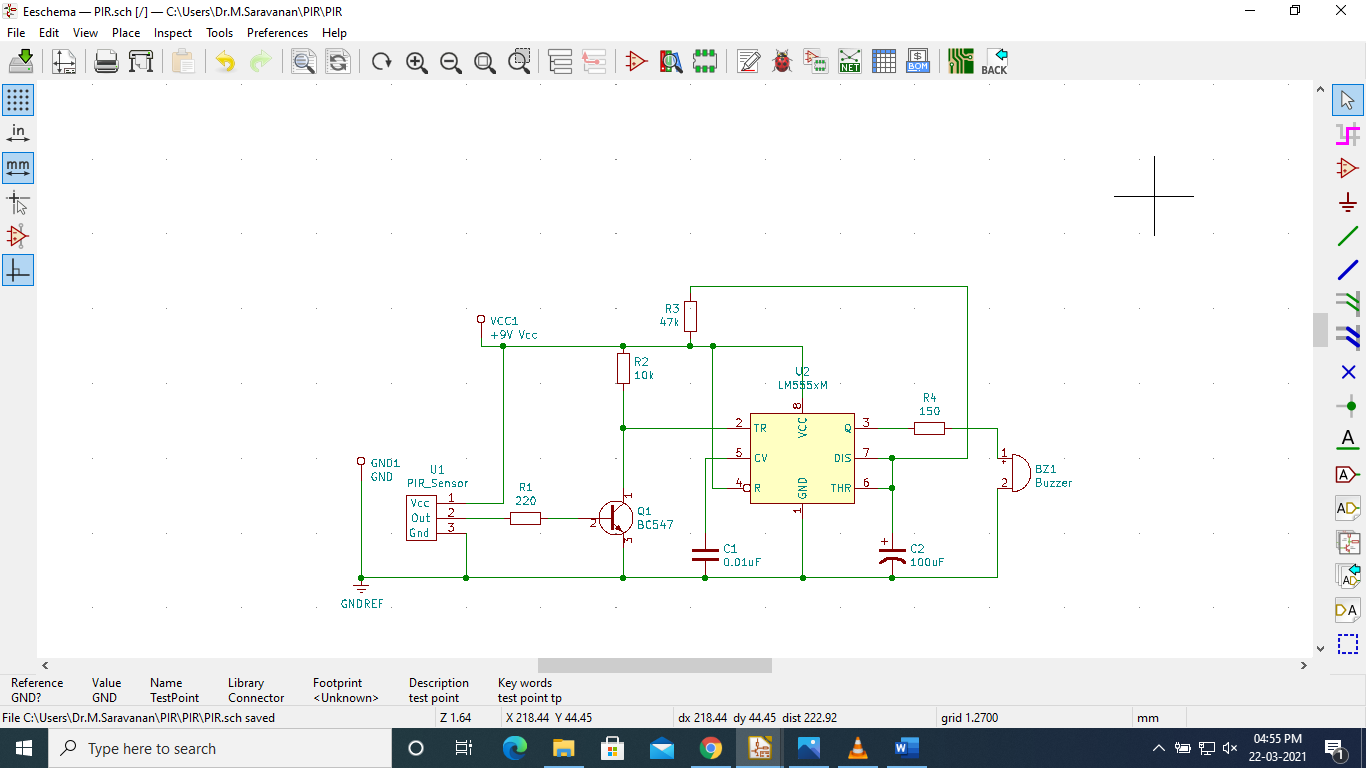 Eeschema — PIR.sch [/] — C:\Users\Dr.M.Saravanan\PIR\PIR
File Edit View Place Inspect Tools Preferences Help
NET
BOM
BACK
in
mm
A
A
AD
AD
DA
R3
47k
VCC1
+9V Vcc
R2
10k
U2
LM555xM
8
VCC
R4
150
2 TR
Q 3
5 CV
DIS 7
4 R
THR 6
GND
1
1
+
2
BZ1
Buzzer
GND1
GND
U1
PIR_Sensor
Vcc 1
Out 2
Gnd 3
R1
220
1
2
3
Q1
BC547
C1
0.01uF
+
C2
100uF
GNDREF
Reference Value Name Library Footprint Description Key words
GND? GND TestPoint Connector <Unknown> test point test point tp
File C:\Users\Dr.M.Saravanan\PIR\PIR\PIR.sch saved Z 1.64 X 218.44 Y 44.45 dx 218.44 dy 44.45 dist 222.92 grid 1.2700 mm
Type here to search
04:55 PM
22-03-2021
1